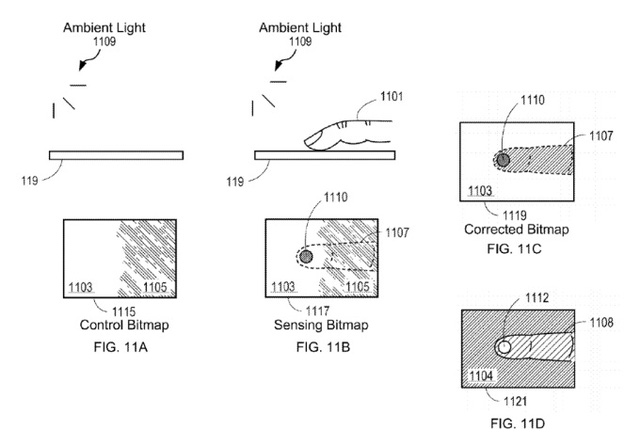 Ambient Light
1109
119
1103
1105
1115
Control Bitmap
FIG. 11A
Ambient Light
1109
1101
119
1110
1107
1103
1105
1117
Sensing Bitmap
FIG. 11B
1110
1107
1103
1119
Corrected Bitmap
FIG. 11C
1112
1108
1104
1121
FIG. 11D